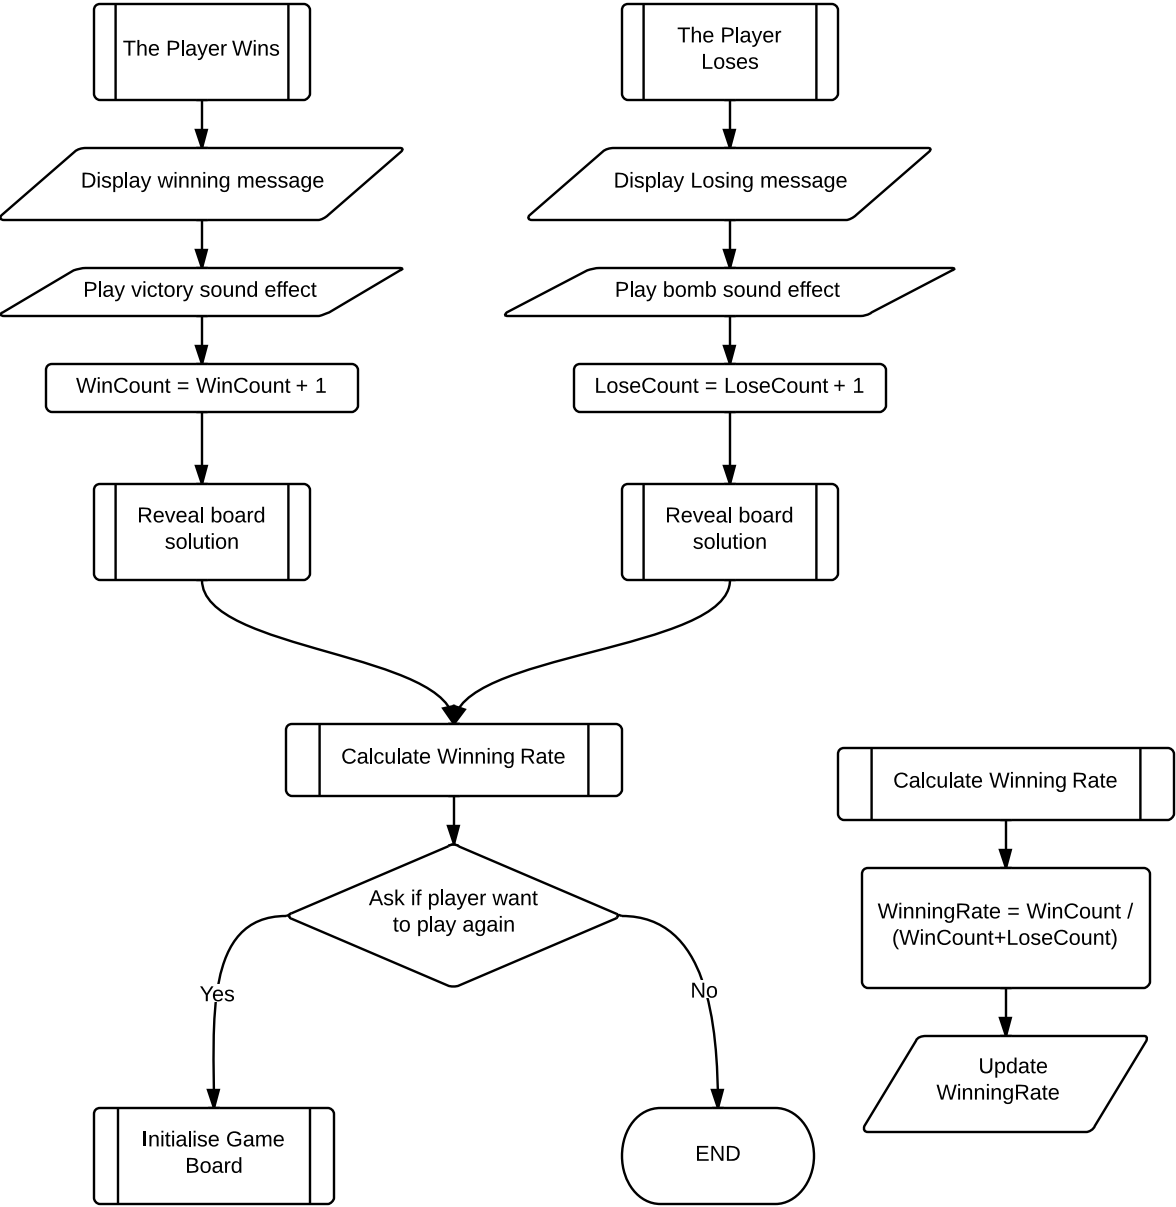 The Player Wins
Display winning message
Play victory sound effect
WinCount = WinCount + 1
Reveal board
solution
The Player
Loses
Display Losing message
Play bomb sound effect
LoseCount = LoseCount + 1
Reveal board
solution
Calculate Winning Rate
Ask if player want
to play again
Yes
No
Initialise Game
Board
END
Calculate Winning Rate
WinningRate = WinCount /
(WinCount+LoseCount)
Update
WinningRate